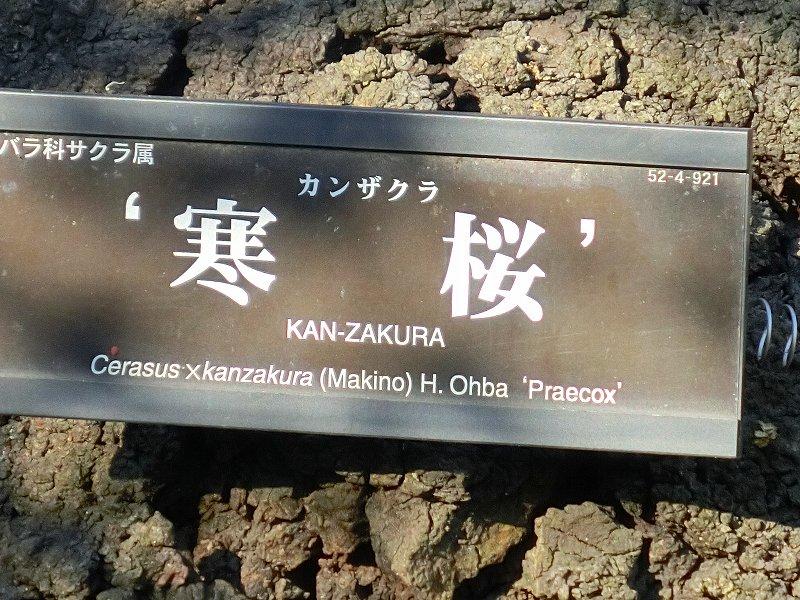 バラ科サクラ属
52-4-921
カンザクラ
‘寒 桜’
KAN-ZAKURA
Cerasus×kanzakura (Makino) H. Ohba ‘Praecox’